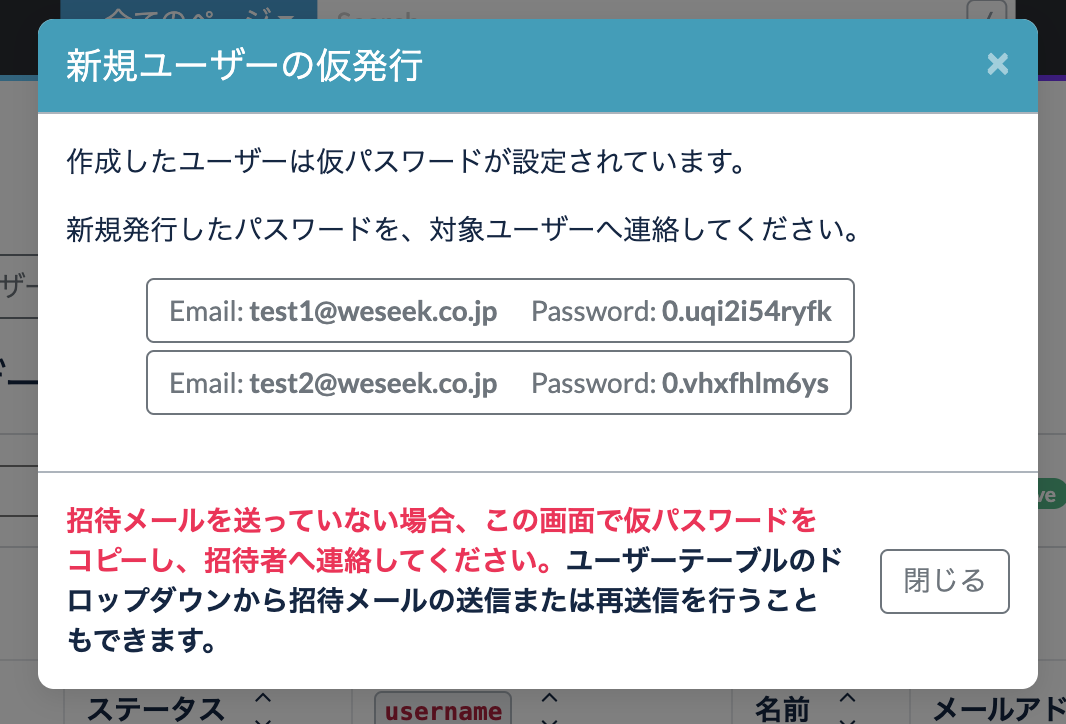 全てのページ
Search
/
新規ユーザーの仮発行
×
作成したユーザーは仮パスワードが設定されています。
新規発行したパスワードを、対象ユーザーへ連絡してください。
ザー
Email: test1@weseek.co.jp Password: 0.uqi2i54ryfk
Email: test2@weseek.co.jp Password: 0.vhxfhlm6ys
ve
招待メールを送っていない場合、この画面で仮パスワードを
コピーし、招待者へ連絡してください。ユーザーテーブルのド
ロップダウンから招待メールの送信または再送信を行うこと
もできます。
閉じる
ステータス username 名前 メールアド